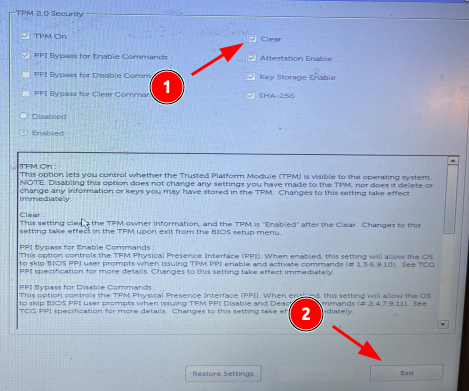 TPM 2.0 Security
TPM On
Clear
PPI Bypass for Enable Commands
Attestation Enable
PPI Bypass for Disable Comm
Key Storage Enable
PPI Bypass for Clear Comma
SHA-256
1
Disabled
Enabled
TPM On :
This option lets you control whether the Trusted Platform Module (TPM) is visible to the operating system.
NOTE: Disabling this option does not change any settings you have made to the TPM, nor does it delete or
change any information or keys you may have stored in the TPM. Changes to this setting take effect
immediately.
Clear :
This setting clears the TPM owner information, and the TPM is "Enabled" after the Clear. Changes to this
setting take effect in the TPM upon exit from the BIOS setup menu.
PPI Bypass for Enable Commands :
This option controls the TPM Physical Presence Interface (PPI). When enabled, this setting will allow the OS
to skip BIOS PPI user prompts when issuing TPM PPI enable and activate commands (# 1,3,6,8,10). See TCG
PPI specification for more details. Changes to this setting take effect immediately.
PPI Bypass for Disable Commands :
This option controls the TPM Physical Presence Interface (PPI). When enabled, this setting will allow the OS
to skip BIOS PPI user prompts when issuing TPM PPI Disable and Deac mmands (# 2,4,7,9,11). See
TCG PPI specification for more details. Changes to this setting take e mediately.
2
Restore Settings
Exit